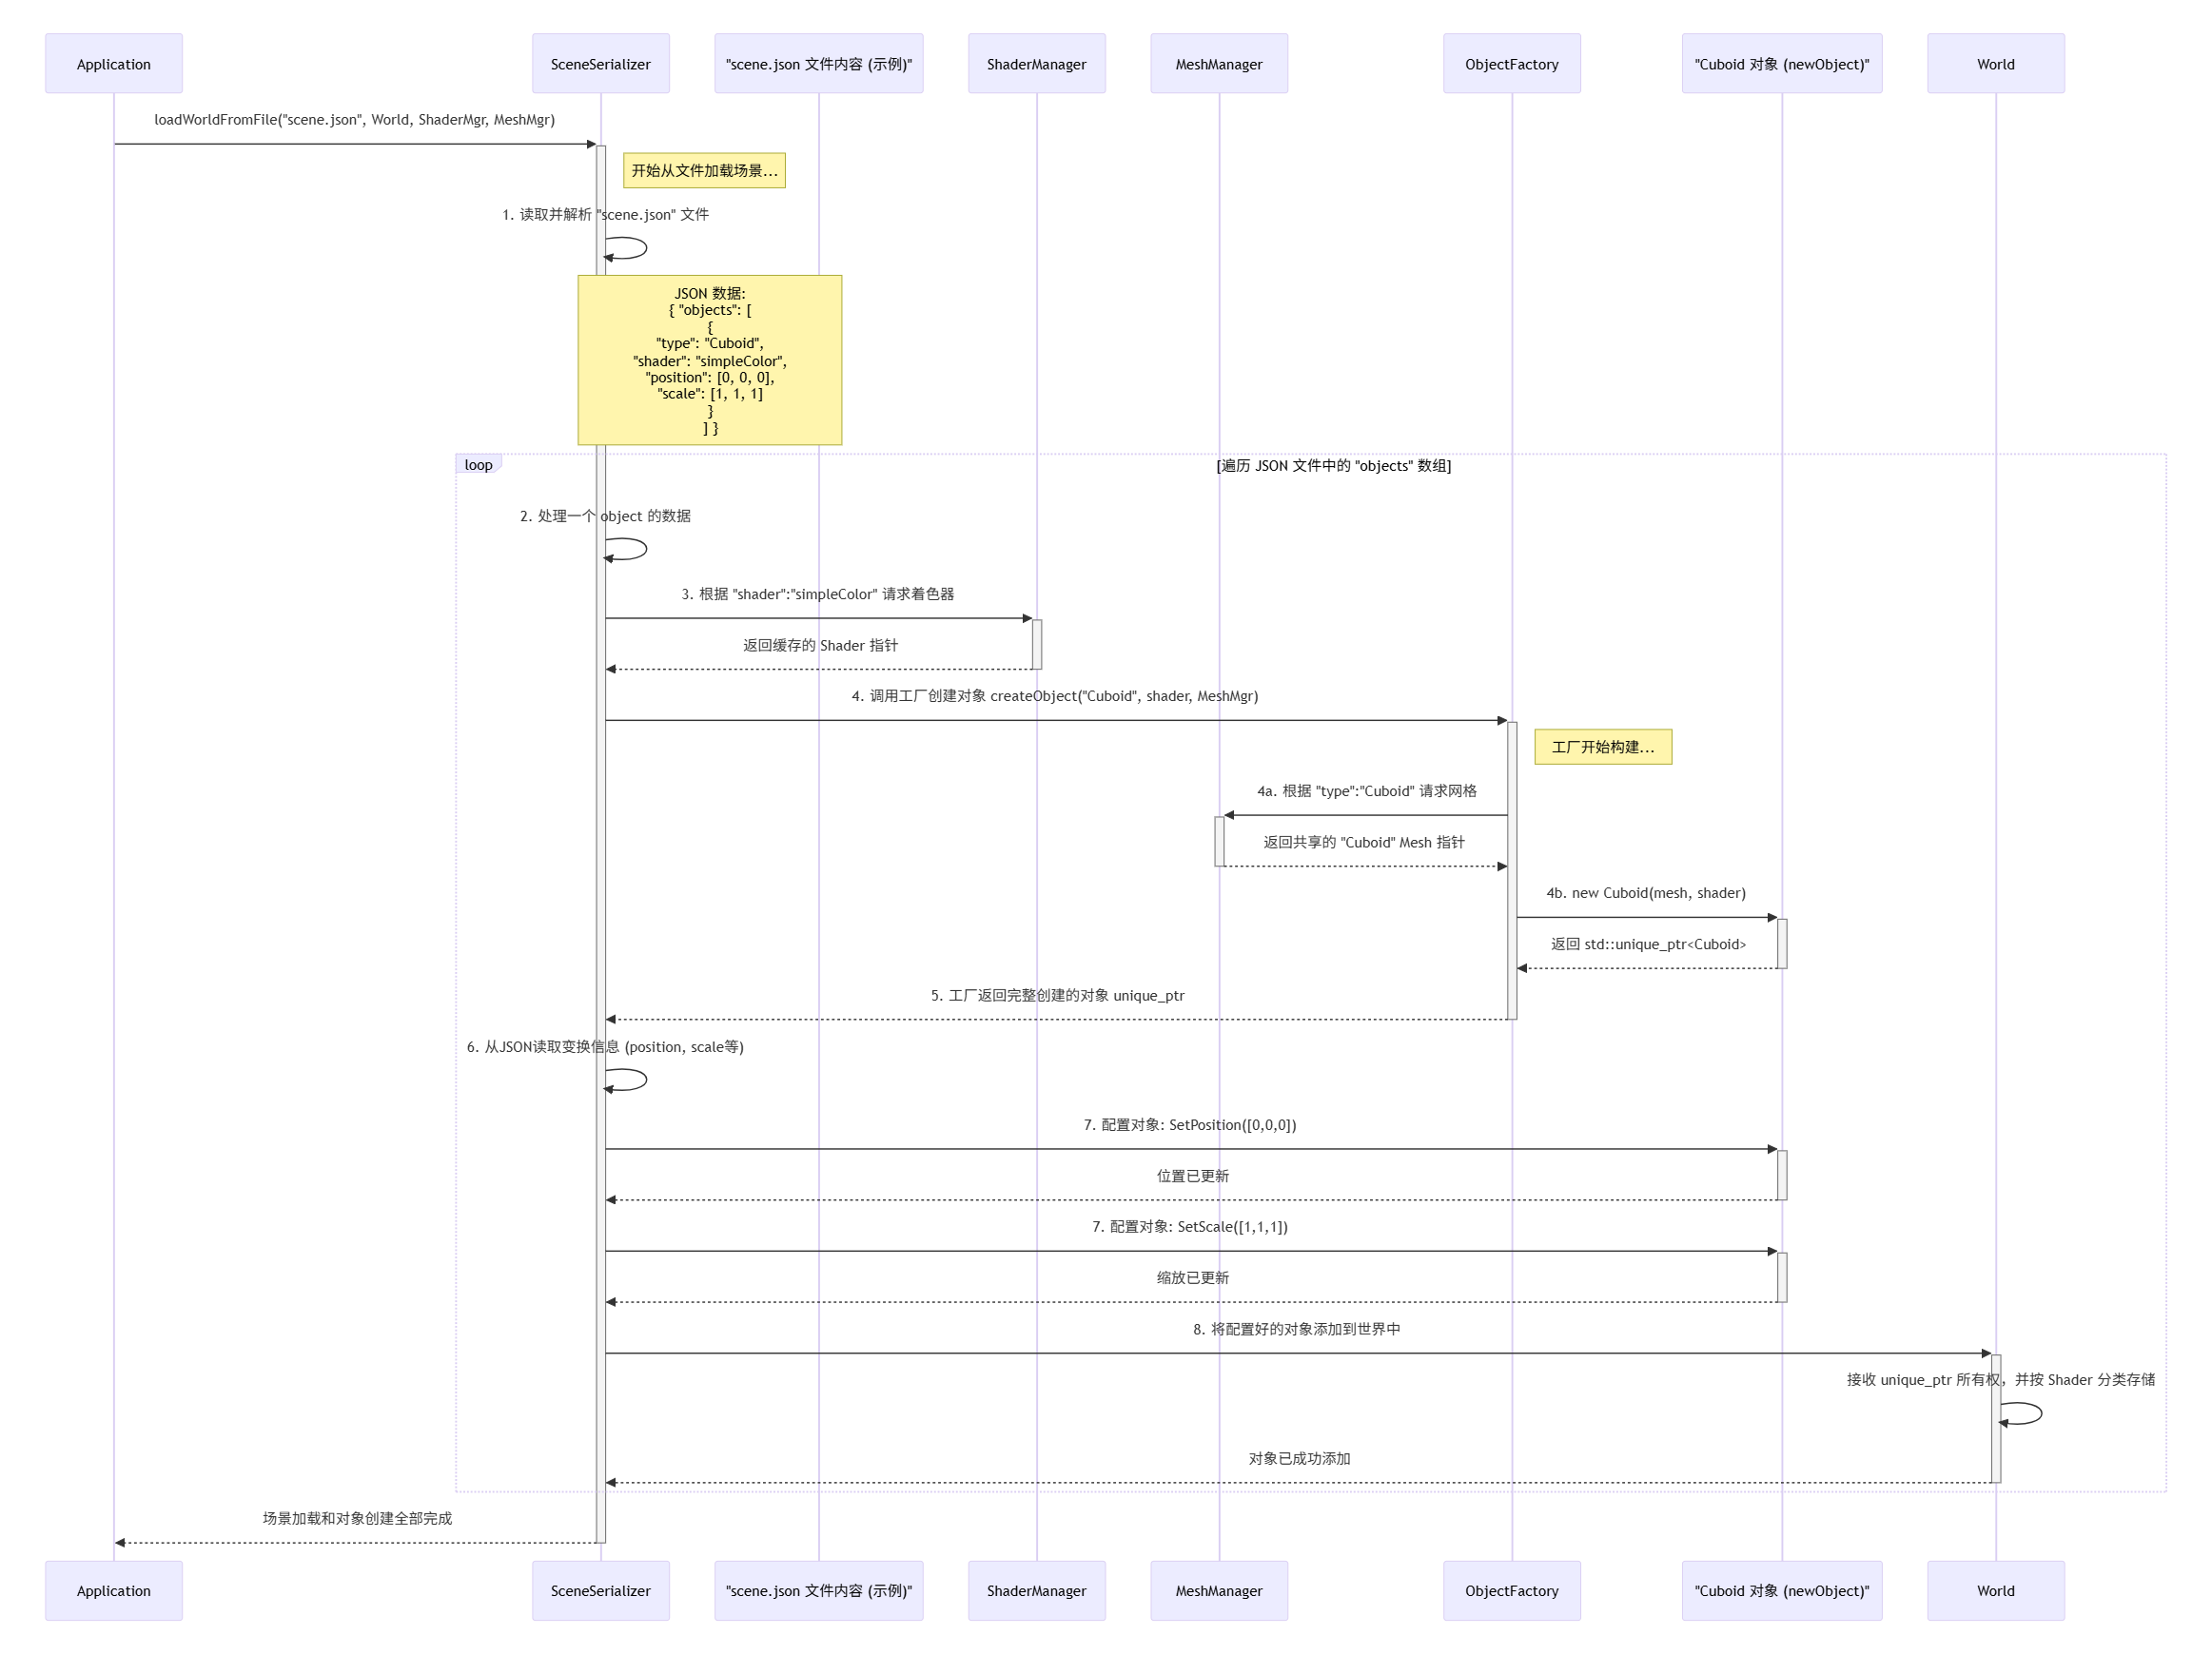 Application
SceneSerializer
"scene.json 文件内容 (示例)"
ShaderManager
MeshManager
ObjectFactory
"Cuboid 对象 (newObject)"
World
loadWorldFromFile("scene.json", World, ShaderMgr, MeshMgr)
开始从文件加载场景...
1. 读取并解析 "scene.json" 文件
JSON 数据:
{ "objects": [
{
"type": "Cuboid",
"shader": "simpleColor",
"position": [0, 0, 0],
"scale": [1, 1, 1]
}
] }
loop
[遍历 JSON 文件中的 "objects" 数组]
2. 处理一个 object 的数据
3. 根据 "shader":"simpleColor" 请求着色器
返回缓存的 Shader 指针
4. 调用工厂创建对象 createObject("Cuboid", shader, MeshMgr)
工厂开始构建...
4a. 根据 "type":"Cuboid" 请求网格
返回共享的 "Cuboid" Mesh 指针
4b. new Cuboid(mesh, shader)
返回 std::unique_ptr<Cuboid>
5. 工厂返回完整创建的对象 unique_ptr
6. 从JSON读取变换信息 (position, scale等)
7. 配置对象: SetPosition([0,0,0])
位置已更新
7. 配置对象: SetScale([1,1,1])
缩放已更新
8. 将配置好的对象添加到世界中
接收 unique_ptr 所有权，并按 Shader 分类存储
对象已成功添加
场景加载和对象创建全部完成
Application
SceneSerializer
"scene.json 文件内容 (示例)"
ShaderManager
MeshManager
ObjectFactory
"Cuboid 对象 (newObject)"
World